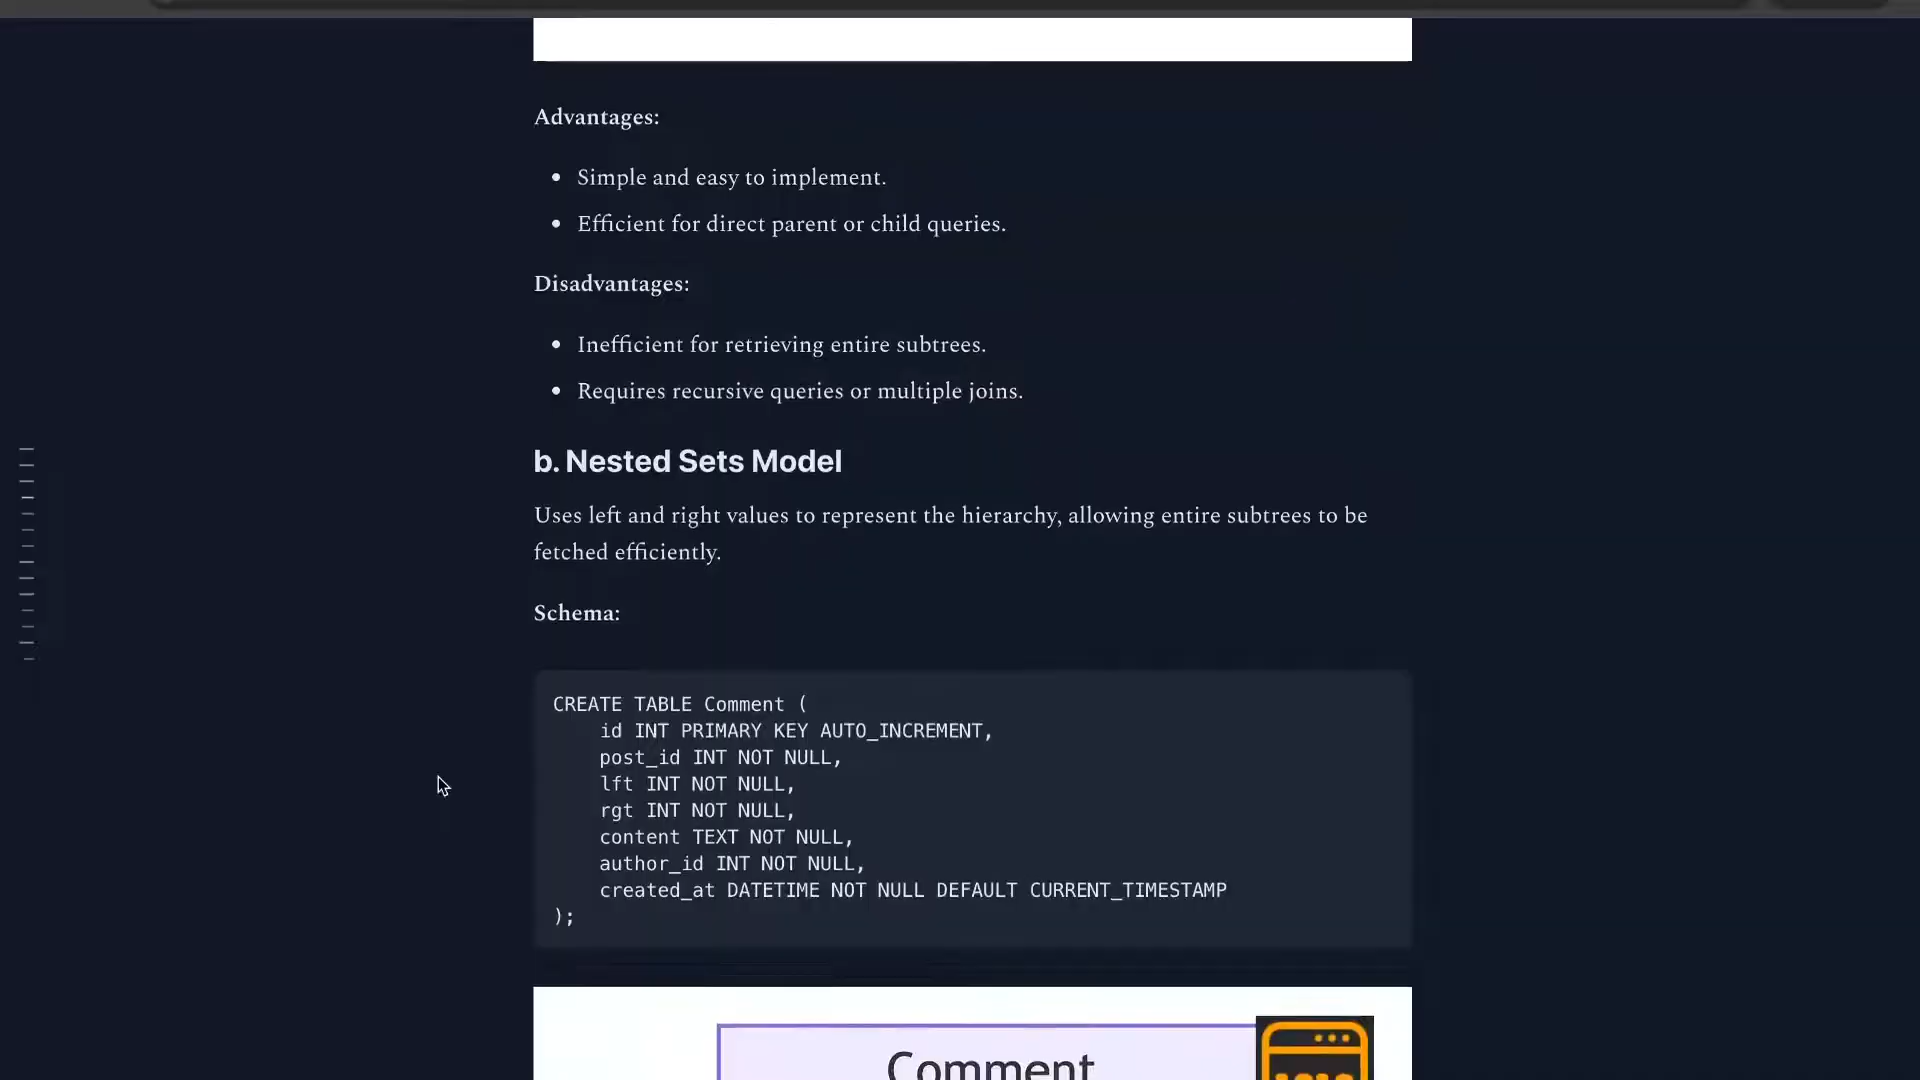 Advantages:
• Simple and easy to implement.
• Efficient for direct parent or child queries.
Disadvantages:
• Inefficient for retrieving entire subtrees.
• Requires recursive queries or multiple joins.
b. Nested Sets Model
Uses left and right values to represent the hierarchy, allowing entire subtrees to be
fetched efficiently.
Schema:
CREATE TABLE Comment (
    id INT PRIMARY KEY AUTO_INCREMENT,
    post_id INT NOT NULL,
    lft INT NOT NULL,
    rgt INT NOT NULL,
    content TEXT NOT NULL,
    author_id INT NOT NULL,
    created_at DATETIME NOT NULL DEFAULT CURRENT_TIMESTAMP
);
Comment